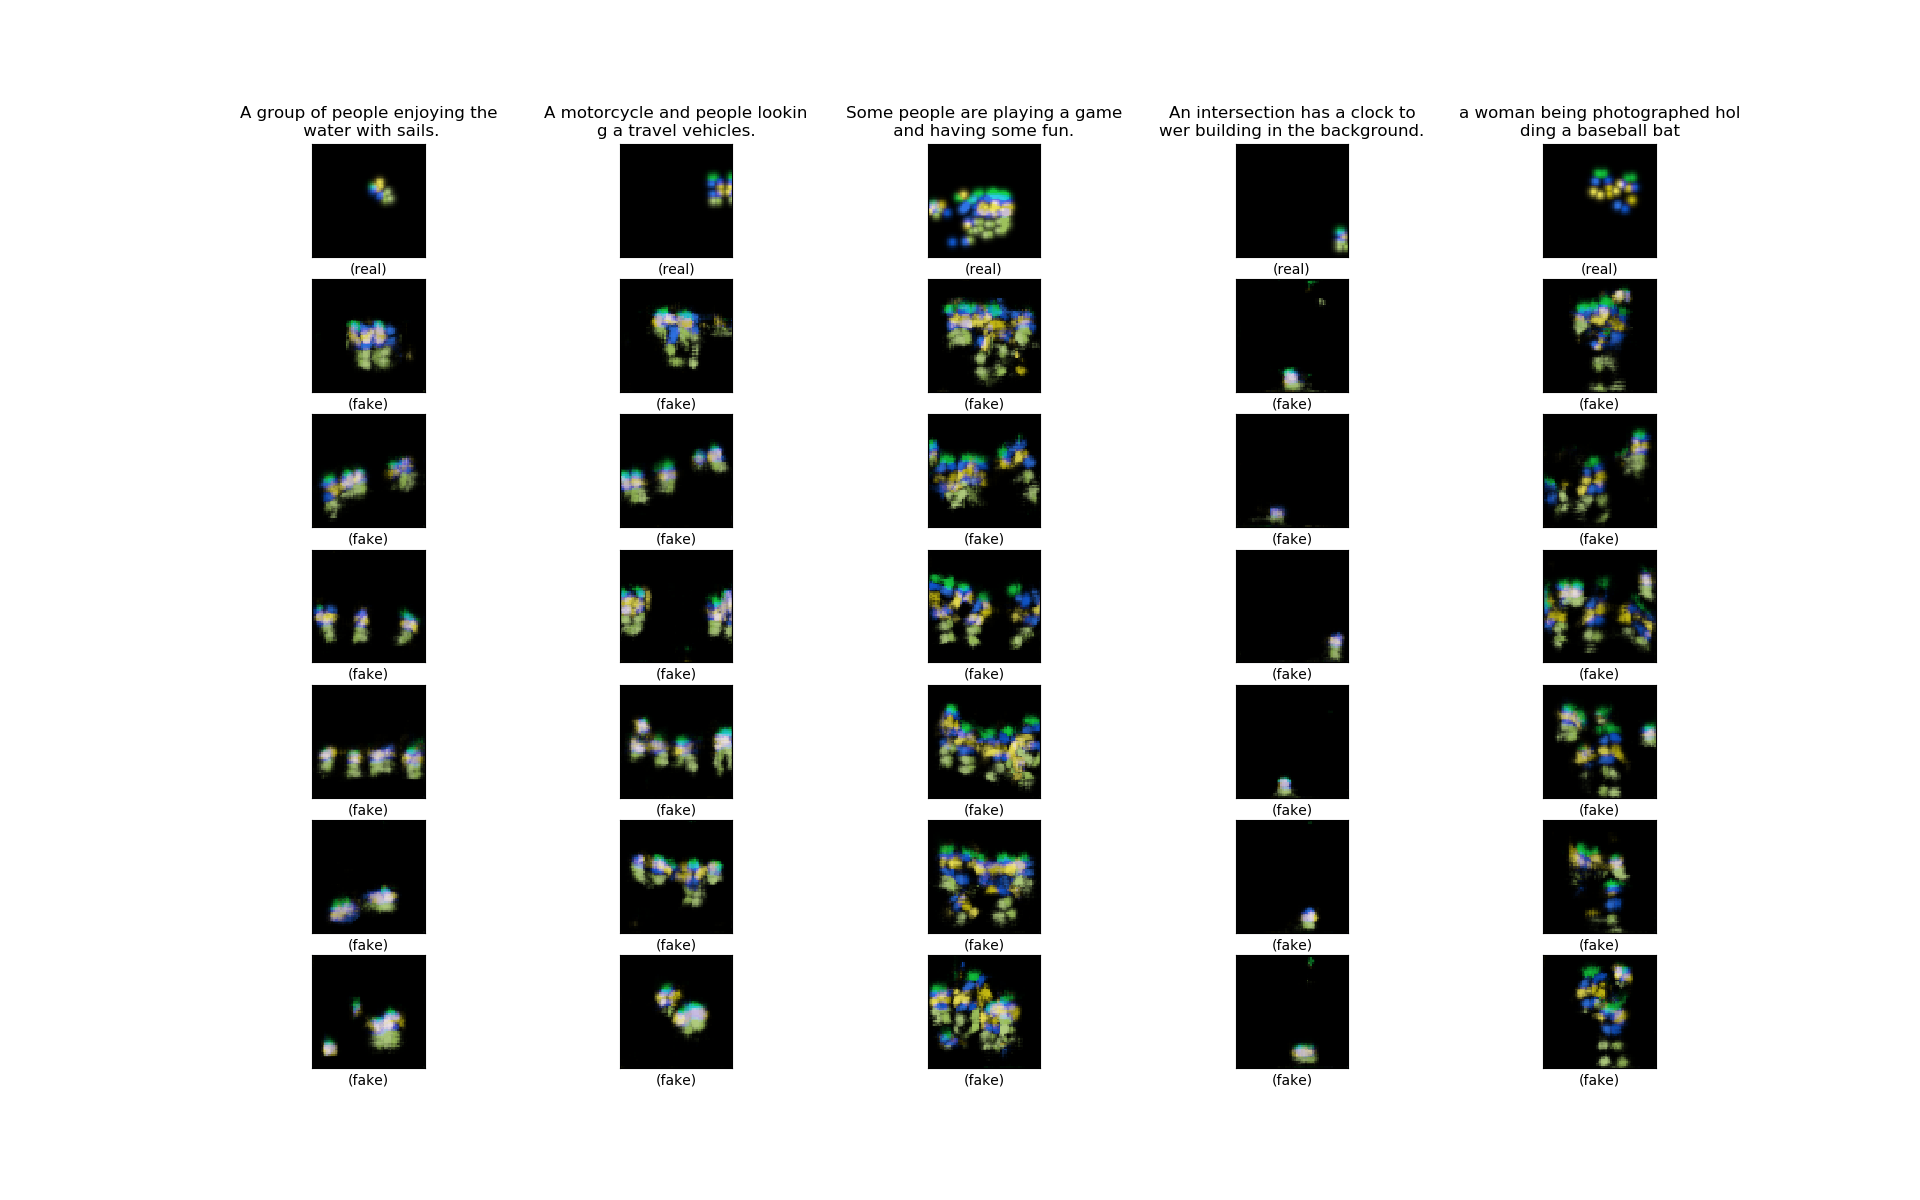 A group of people enjoying the
water with sails.
A motorcycle and people lookin
g a travel vehicles.
Some people are playing a game
and having some fun.
An intersection has a clock to
wer building in the background.
a woman being photographed hol
ding a baseball bat
(real) (real) (real) (real) (real)
(fake) (fake) (fake) (fake) (fake)
(fake) (fake) (fake) (fake) (fake)
(fake) (fake) (fake) (fake) (fake)
(fake) (fake) (fake) (fake) (fake)
(fake) (fake) (fake) (fake) (fake)
(fake) (fake) (fake) (fake) (fake)